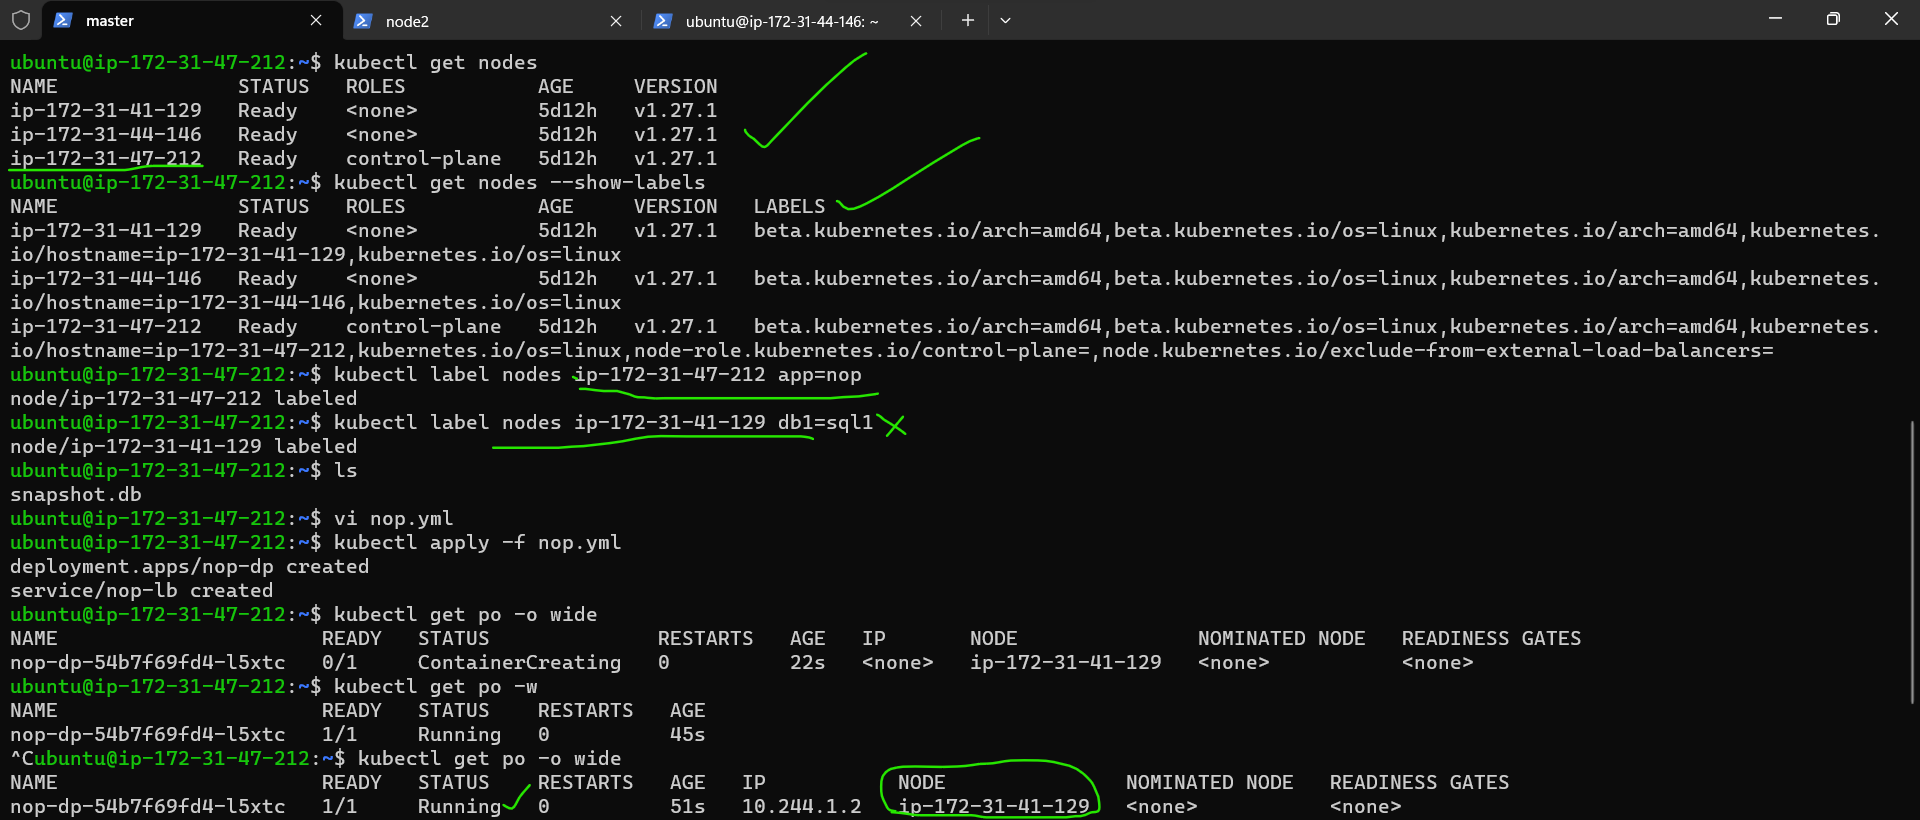 master
node2
ubuntu@ip-172-31-44-146: ~
ubuntu@ip-172-31-47-212:~$ kubectl get nodes
NAME STATUS ROLES AGE VERSION
ip-172-31-41-129 Ready <none> 5d12h v1.27.1
ip-172-31-44-146 Ready <none> 5d12h v1.27.1
ip-172-31-47-212 Ready control-plane 5d12h v1.27.1
ubuntu@ip-172-31-47-212:~$ kubectl get nodes --show-labels
NAME STATUS ROLES AGE VERSION LABELS
ip-172-31-41-129 Ready <none> 5d12h v1.27.1 beta.kubernetes.io/arch=amd64,beta.kubernetes.io/os=linux,kubernetes.io/arch=amd64,kubernetes.
io/hostname=ip-172-31-41-129,kubernetes.io/os=linux
ip-172-31-44-146 Ready <none> 5d12h v1.27.1 beta.kubernetes.io/arch=amd64,beta.kubernetes.io/os=linux,kubernetes.io/arch=amd64,kubernetes.
io/hostname=ip-172-31-44-146,kubernetes.io/os=linux
ip-172-31-47-212 Ready control-plane 5d12h v1.27.1 beta.kubernetes.io/arch=amd64,beta.kubernetes.io/os=linux,kubernetes.io/arch=amd64,kubernetes.
io/hostname=ip-172-31-47-212,kubernetes.io/os=linux,node-role.kubernetes.io/control-plane=,node.kubernetes.io/exclude-from-external-load-balancers=
ubuntu@ip-172-31-47-212:~$ kubectl label nodes ip-172-31-47-212 app=nop
node/ip-172-31-47-212 labeled
ubuntu@ip-172-31-47-212:~$ kubectl label nodes ip-172-31-41-129 db1=sql1
node/ip-172-31-41-129 labeled
ubuntu@ip-172-31-47-212:~$ ls
snapshot.db
ubuntu@ip-172-31-47-212:~$ vi nop.yml
ubuntu@ip-172-31-47-212:~$ kubectl apply -f nop.yml
deployment.apps/nop-dp created
service/nop-lb created
ubuntu@ip-172-31-47-212:~$ kubectl get po -o wide
NAME READY STATUS RESTARTS AGE IP NODE NOMINATED NODE READINESS GATES
nop-dp-54b7f69fd4-l5xtc 0/1 ContainerCreating 0 22s <none> ip-172-31-41-129 <none> <none>
ubuntu@ip-172-31-47-212:~$ kubectl get po -w
NAME READY STATUS RESTARTS AGE
nop-dp-54b7f69fd4-l5xtc 1/1 Running 0 45s
^Cubuntu@ip-172-31-47-212:~$ kubectl get po -o wide
NAME READY STATUS RESTARTS AGE IP NODE NOMINATED NODE READINESS GATES
nop-dp-54b7f69fd4-l5xtc 1/1 Running 0 51s 10.244.1.2 ip-172-31-41-129 <none> <none>